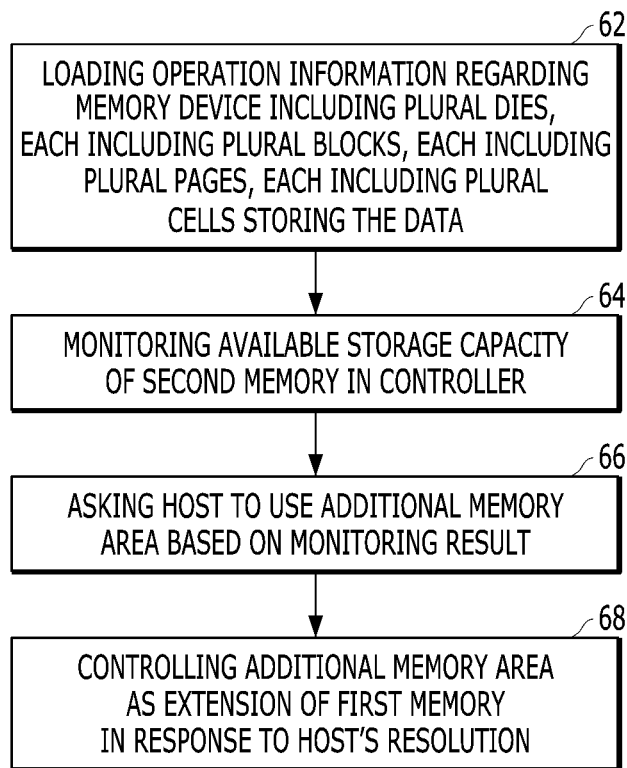 62
LOADING OPERATION INFORMATION REGARDING
MEMORY DEVICE INCLUDING PLURAL DIES,
EACH INCLUDING PLURAL BLOCKS, EACH INCLUDING
PLURAL PAGES, EACH INCLUDING PLURAL
CELLS STORING THE DATA
64
MONITORING AVAILABLE STORAGE CAPACITY
OF SECOND MEMORY IN CONTROLLER
66
ASKING HOST TO USE ADDITIONAL MEMORY
AREA BASED ON MONITORING RESULT
68
CONTROLLING ADDITIONAL MEMORY AREA
AS EXTENSION OF FIRST MEMORY
IN RESPONSE TO HOST'S RESOLUTION